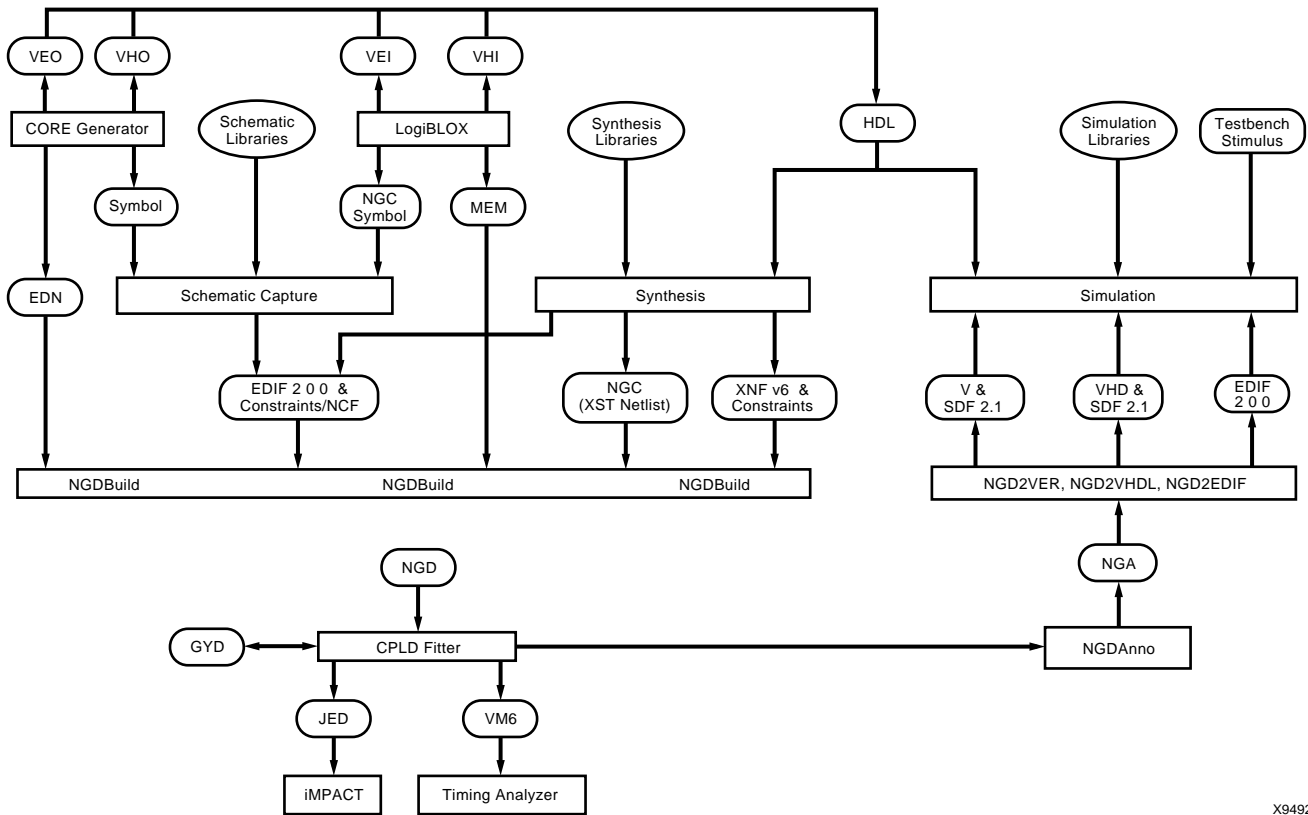 VEO
VHO
VEI
VHI
CORE Generator
Schematic
Libraries
LogiBLOX
Synthesis
Libraries
HDL
Simulation
Libraries
Testbench
Stimulus
Symbol
NGC
Symbol
MEM
EDN
Schematic Capture
Synthesis
Simulation
EDIF 2 0 0 &
Constraints/NCF
NGC
(XST Netlist)
XNF v6 &
Constraints
V &
SDF 2.1
VHD &
SDF 2.1
EDIF
2 0 0
NGDBuild
NGDBuild
NGDBuild
NGD2VER, NGD2VHDL, NGD2EDIF
NGD
NGA
GYD
CPLD Fitter
NGDAnno
JED
VM6
iMPACT
Timing Analyzer
X9492